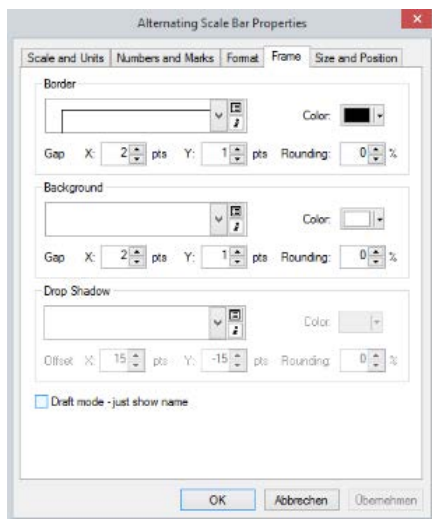 Alternating Scale Bar Properties
Scale and Units Numbers and Marks Format Frame Size and Position
Border
Color:
Gap X: 2 pts Y: 1 pts Rounding: 0 %
Background
Color:
Gap X: 2 pts Y: 1 pts Rounding: 0 %
Drop Shadow
Color:
Offset X: 15 pts Y: -15 pts Rounding: 0 %
Draft mode - just show name
OK Abbrechen Übernehmen